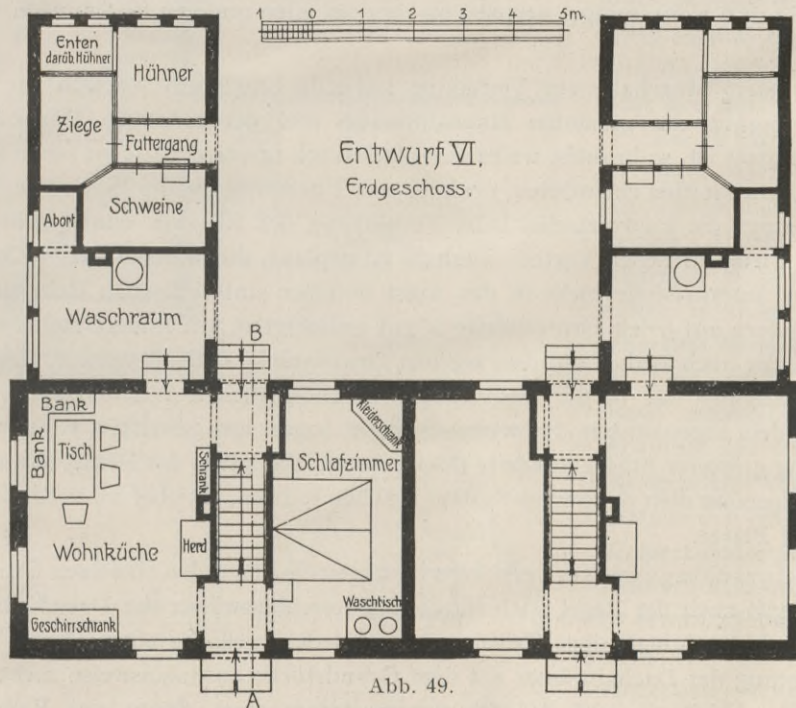 1 0 1 2 3 4 5 m.
Enten
darüb. Hühner
Hühner
Ziege
Futtergang
Entwurf VI.
Erdgeschoss.
Schweine
Abort
Waschraum
B
Bank
Bank
Tisch
Schrank
Kleiderschrank
Schlafzimmer
Wohnküche
Herd
Waschtisch
Geschirrschrank
A
Abb. 49.